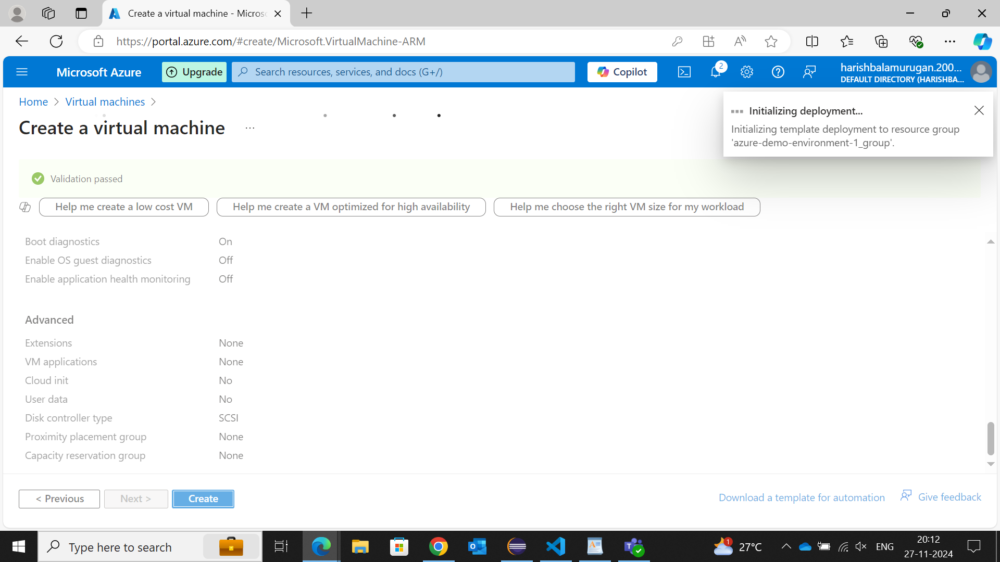 Create a virtual machine - Micros
https://portal.azure.com/#create/Microsoft.VirtualMachine-ARM
Microsoft Azure
Upgrade
Search resources, services, and docs (G+/)
Copilot
2
harishbalamurugan.200...
DEFAULT DIRECTORY (HARISHBA...
Home > Virtual machines >
Create a virtual machine ...
Initializing deployment...
Initializing template deployment to resource group
'azure-demo-environment-1_group'.
Validation passed
Help me create a low cost VM
Help me create a VM optimized for high availability
Help me choose the right VM size for my workload
Boot diagnostics On
Enable OS guest diagnostics Off
Enable application health monitoring Off
Advanced
Extensions None
VM applications None
Cloud init No
User data No
Disk controller type SCSI
Proximity placement group None
Capacity reservation group None
< Previous
Next >
Create
Download a template for automation
Give feedback
Type here to search
1
27°C
ENG
20:12
27-11-2024